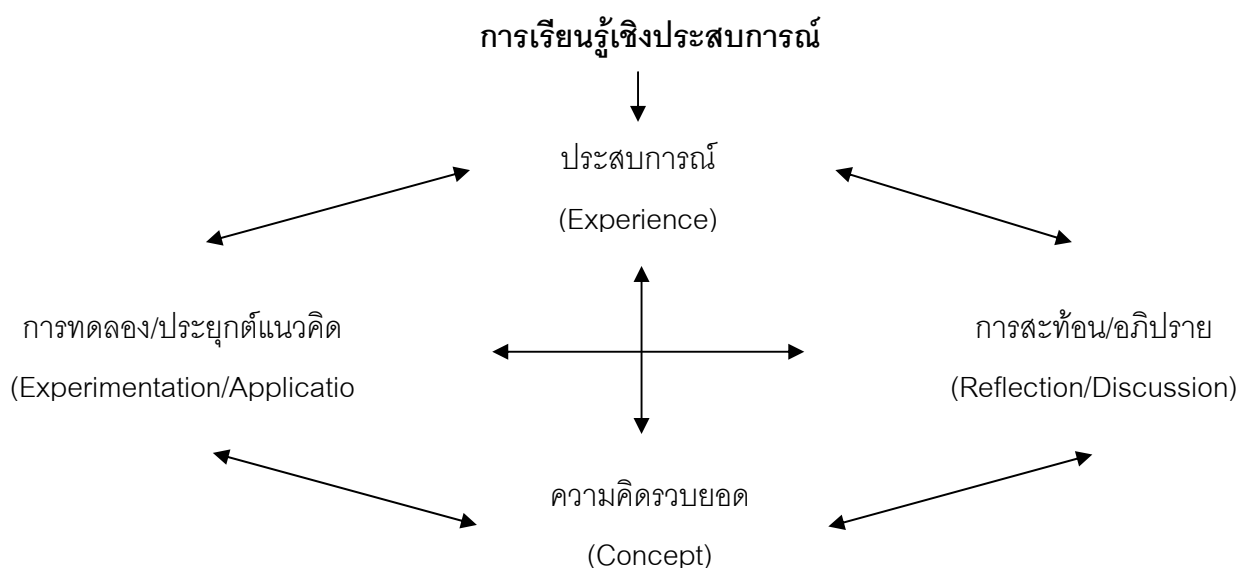 การเรียนรู้เชิงประสบการณ์
ประสบการณ์
(Experience)
การทดลอง/ประยุกต์แนวคิด
(Experimentation/Applicatio
การสะท้อน/อภิปราย
(Reflection/Discussion)
ความคิดรวบยอด
(Concept)